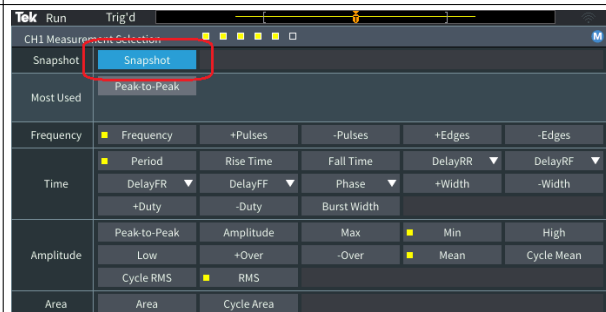 Tek Run Trig'd
CH1 Measurement Selection M
Snapshot Snapshot
Most Used Peak-to-Peak
Frequency Frequency +Pulses -Pulses +Edges -Edges
Time Period Rise Time Fall Time DelayRR DelayRF
DelayFR DelayFF Phase +Width -Width
+Duty -Duty Burst Width
Amplitude Peak-to-Peak Amplitude Max Min High
Low +Over -Over Mean Cycle Mean
Cycle RMS RMS
Area Area Cycle Area